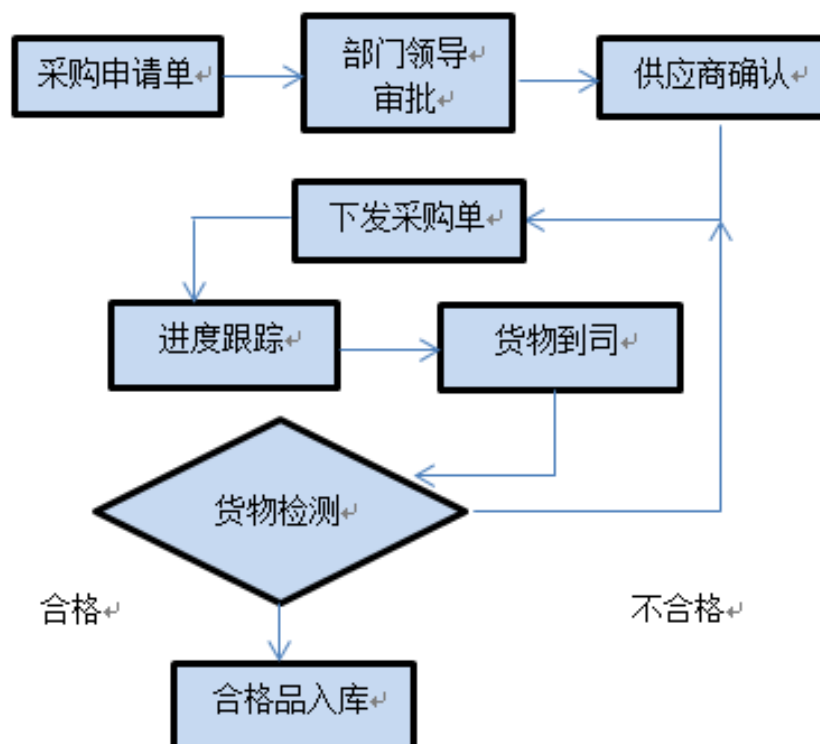 采购申请单
部门领导
审批
供应商确认
下发采购单
进度跟踪
货物到司
货物检测
合格
不合格
合格品入库